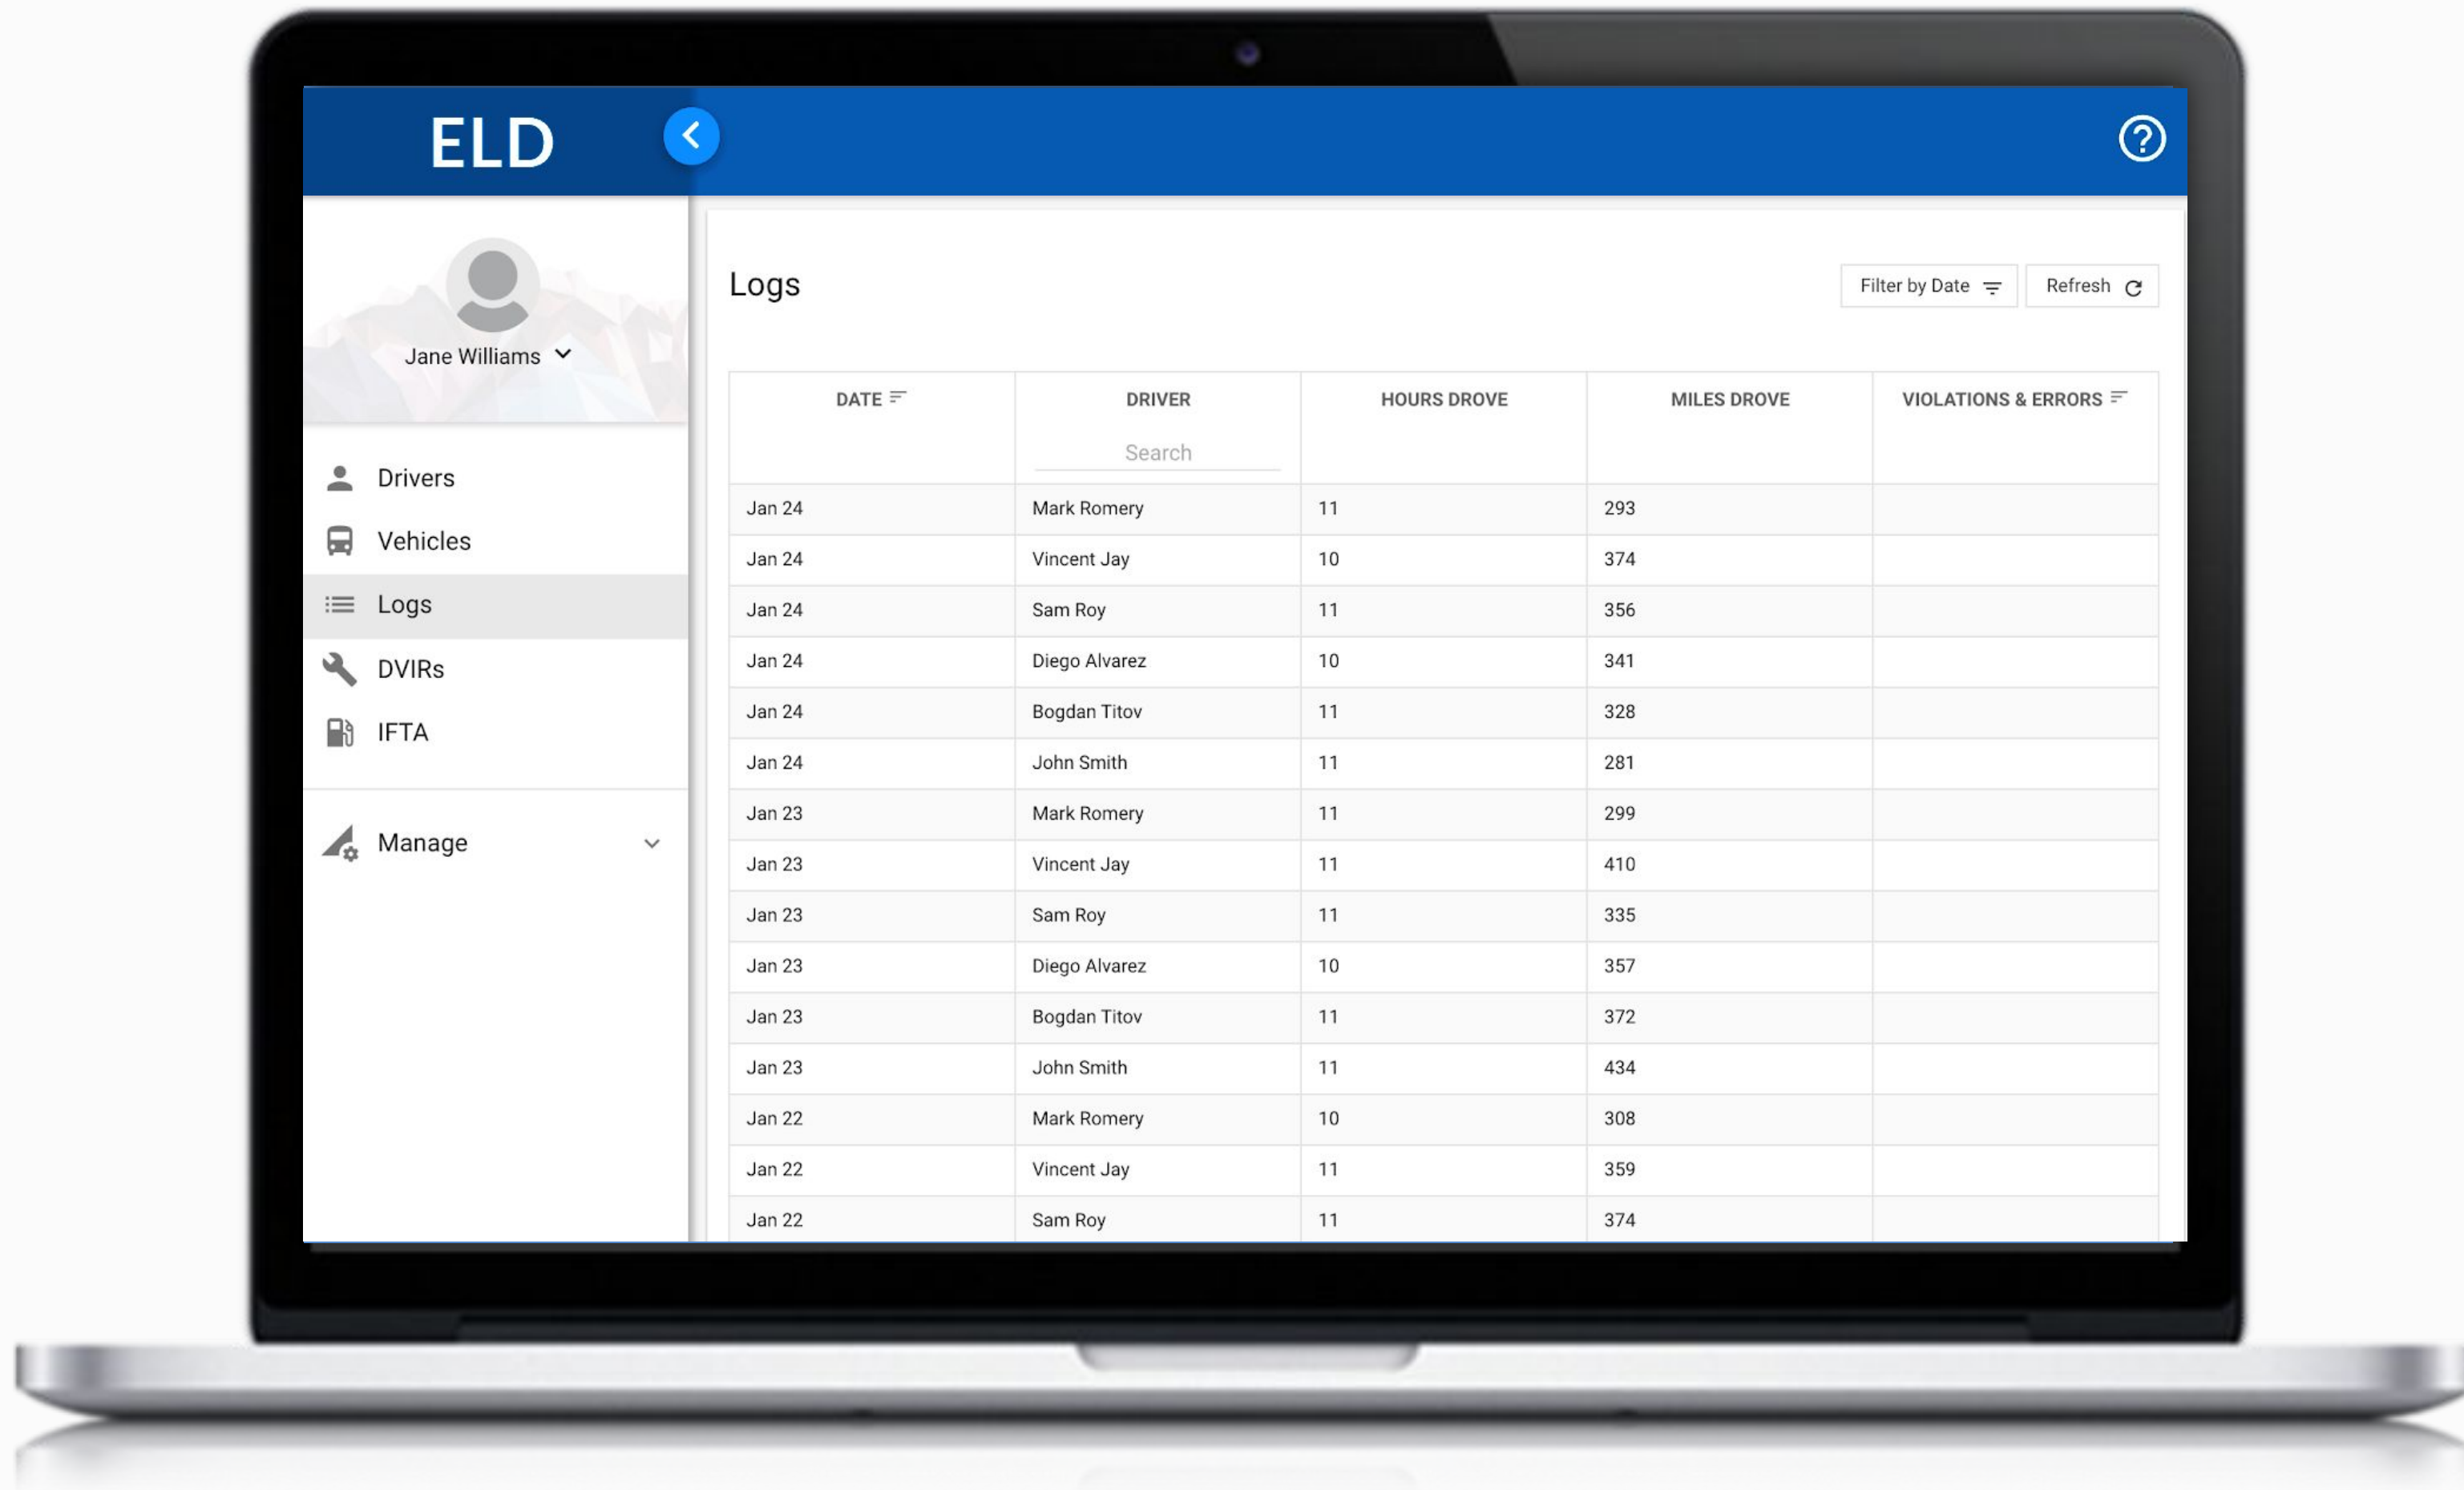 ELD
Jane Williams
Drivers
Vehicles
Logs
DVIRs
IFTA
Manage
Logs
Filter by Date Refresh
DATE DRIVER HOURS DROVE MILES DROVE VIOLATIONS & ERRORS
Search
Jan 24 Mark Romery 11 293
Jan 24 Vincent Jay 10 374
Jan 24 Sam Roy 11 356
Jan 24 Diego Alvarez 10 341
Jan 24 Bogdan Titov 11 328
Jan 24 John Smith 11 281
Jan 23 Mark Romery 11 299
Jan 23 Vincent Jay 11 410
Jan 23 Sam Roy 11 335
Jan 23 Diego Alvarez 10 357
Jan 23 Bogdan Titov 11 372
Jan 23 John Smith 11 434
Jan 22 Mark Romery 10 308
Jan 22 Vincent Jay 11 359
Jan 22 Sam Roy 11 374